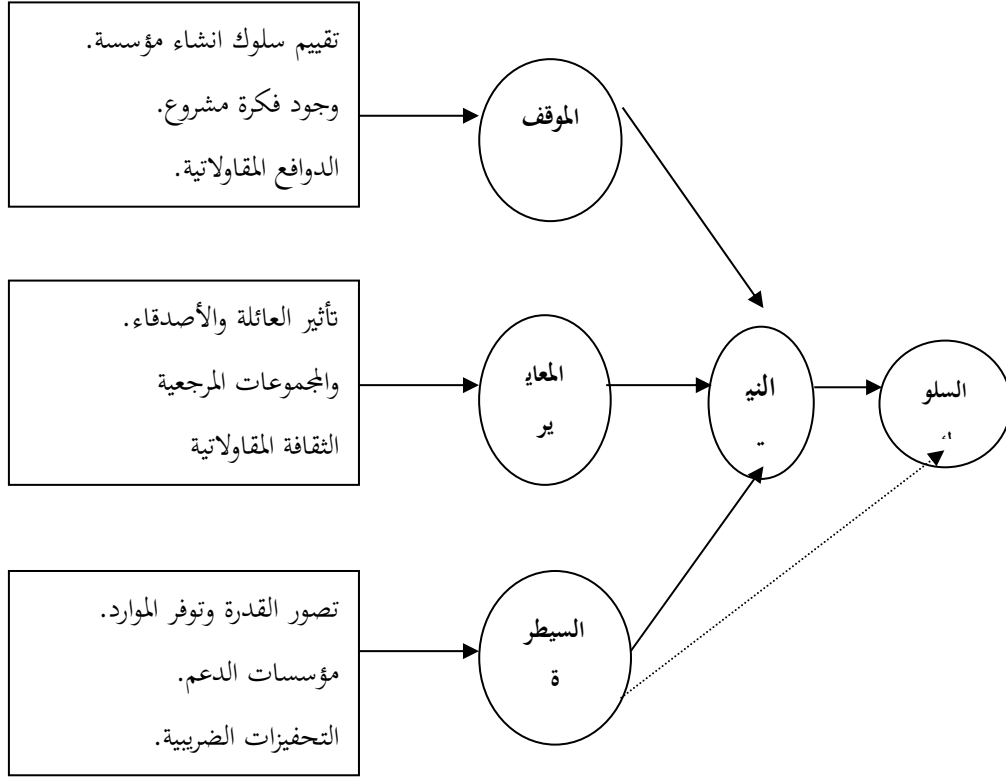 تقييم سلوك انشاء مؤسسة.
وجود فكرة مشروع.
الدوافع المقاولاتية.
الموقف
تأثير العائلة والأصدقاء.
والمجموعات المرجعية
الثقافة المقاولاتية
المعاي
ير
النيـ
السلو
تصور القدرة وتوفر الموارد.
مؤسسات الدعم.
التحفيزات الضريبية.
السيطر
ة